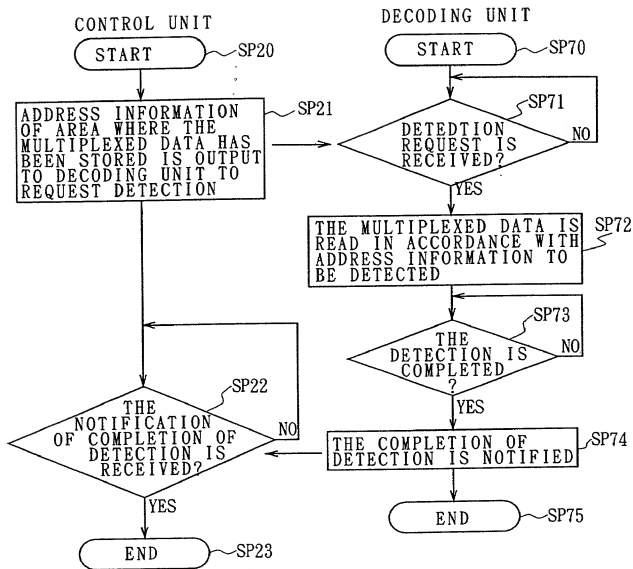 CONTROL UNIT
START
SP20
ADDRESS INFORMATION
OF AREA WHERE THE
MULTIPLEXED DATA HAS
BEEN STORED IS OUTPUT
TO DECODING UNIT TO
REQUEST DETECTION
SP21
THE
NOTIFICATION
OF COMPLETION OF
DETECTION IS
RECEIVED?
SP22
NO
YES
END
SP23
DECODING UNIT
START
SP70
DETEDTION
REQUEST IS
RECEIVED?
SP71
NO
YES
THE MULTIPLEXED DATA IS
READ IN ACCORDANCE WITH
ADDRESS INFORMATION TO
BE DETECTED
SP72
THE
DETECTION IS
COMPLETED
?
SP73
NO
YES
THE COMPLETION OF
DETECTION IS NOTIFIED
SP74
END
SP75